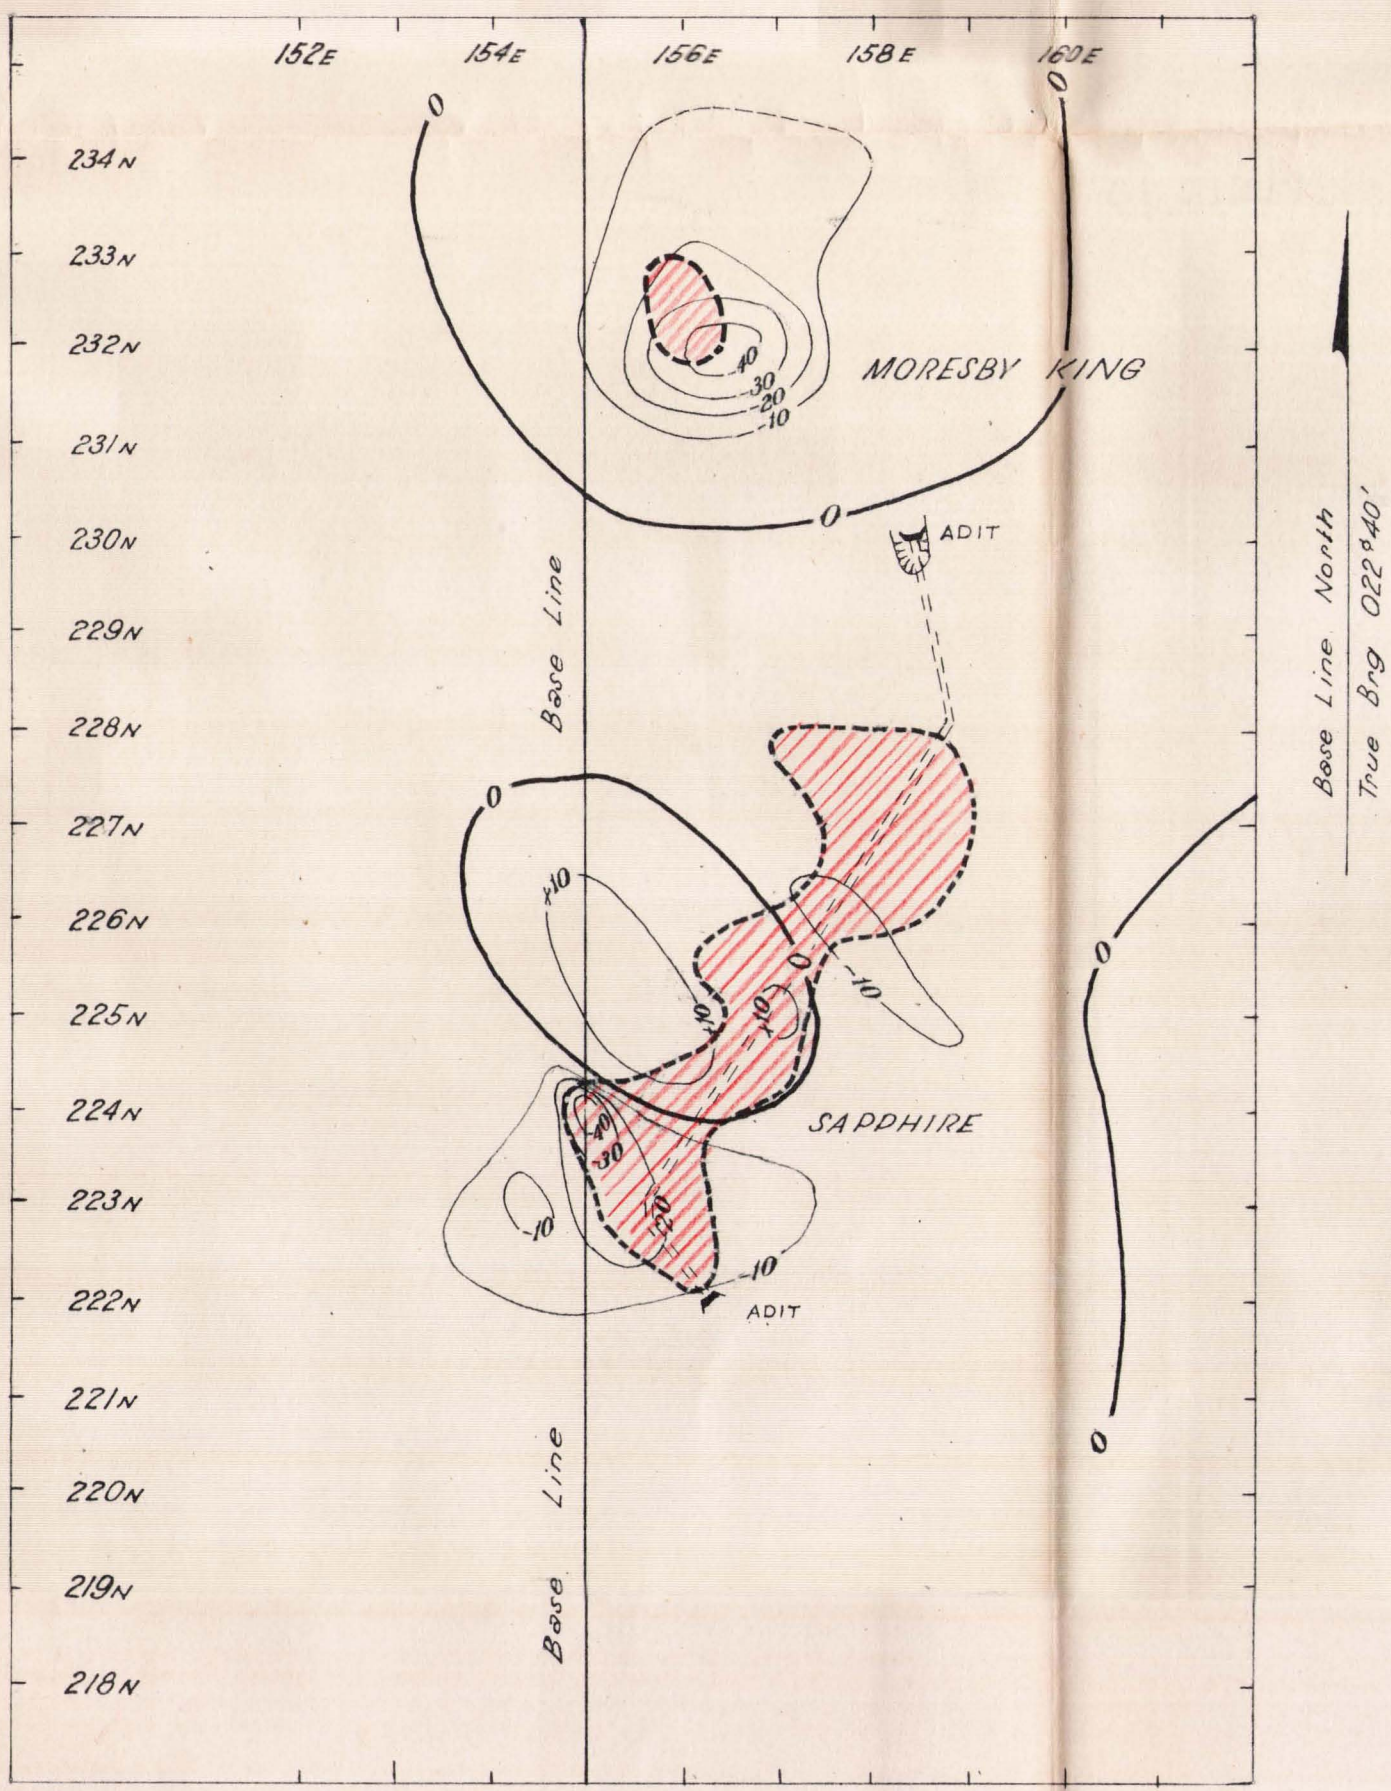 152E 154E 156E 158E 160E
0
0
234N
233N
232N
231N
230N
229N
228N
227N
226N
225N
224N
223N
222N
221N
220N
219N
218N
-40
-30
-20
-10
MORESBY KING
0
ADIT
Base Line
0
+10
0
-10
+10
+10
0
SAPPHIRE
-40
-30
-20
-10
-10
ADIT
0
Base Line
Base Line North
True Brg 022°40'